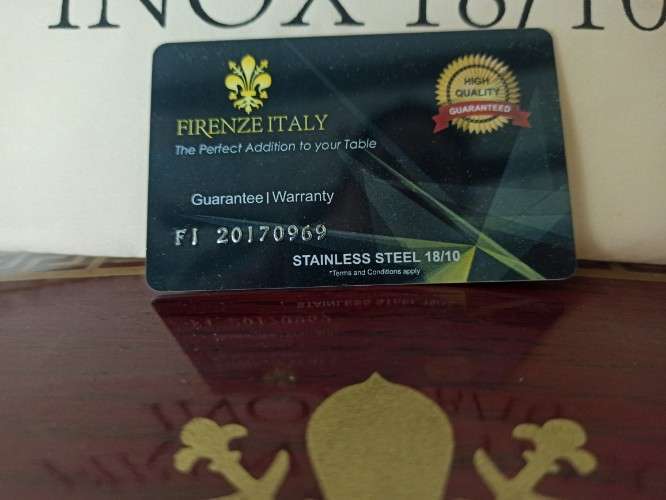 INOX 18/10
FIRENZE ITALY
The Perfect Addition to your Table
HIGH
QUALITY
GUARANTEED
Guarantee | Warranty
FI 20170969
STAINLESS STEEL 18/10
*Terms and Conditions apply